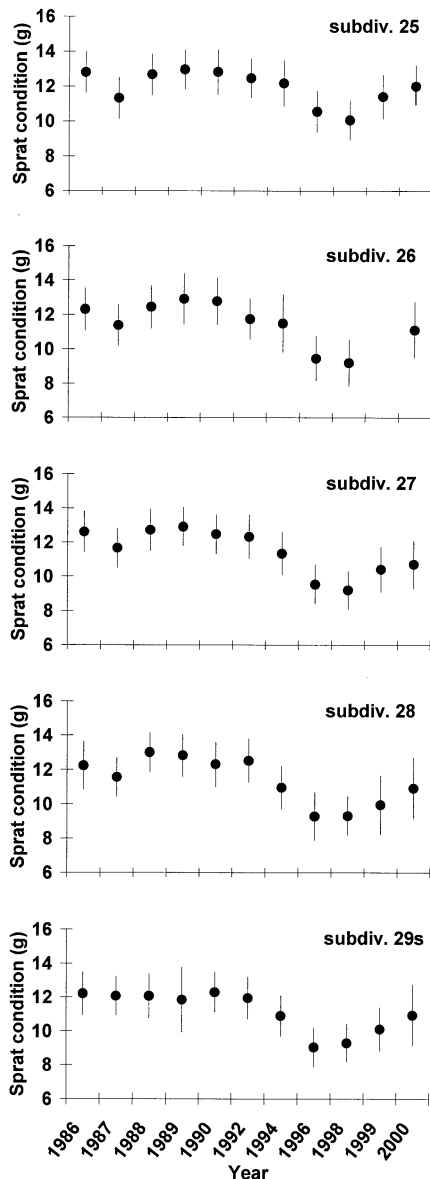 subdiv. 25
Sprat condition (g)
16
14
12
10
8
6
subdiv. 26
Sprat condition (g)
16
14
12
10
8
6
subdiv. 27
Sprat condition (g)
16
14
12
10
8
6
subdiv. 28
Sprat condition (g)
16
14
12
10
8
6
subdiv. 29s
Sprat condition (g)
16
14
12
10
8
6
1986 1987 1988 1989 1990 1992 1994 1996 1998 1999 2000
Year